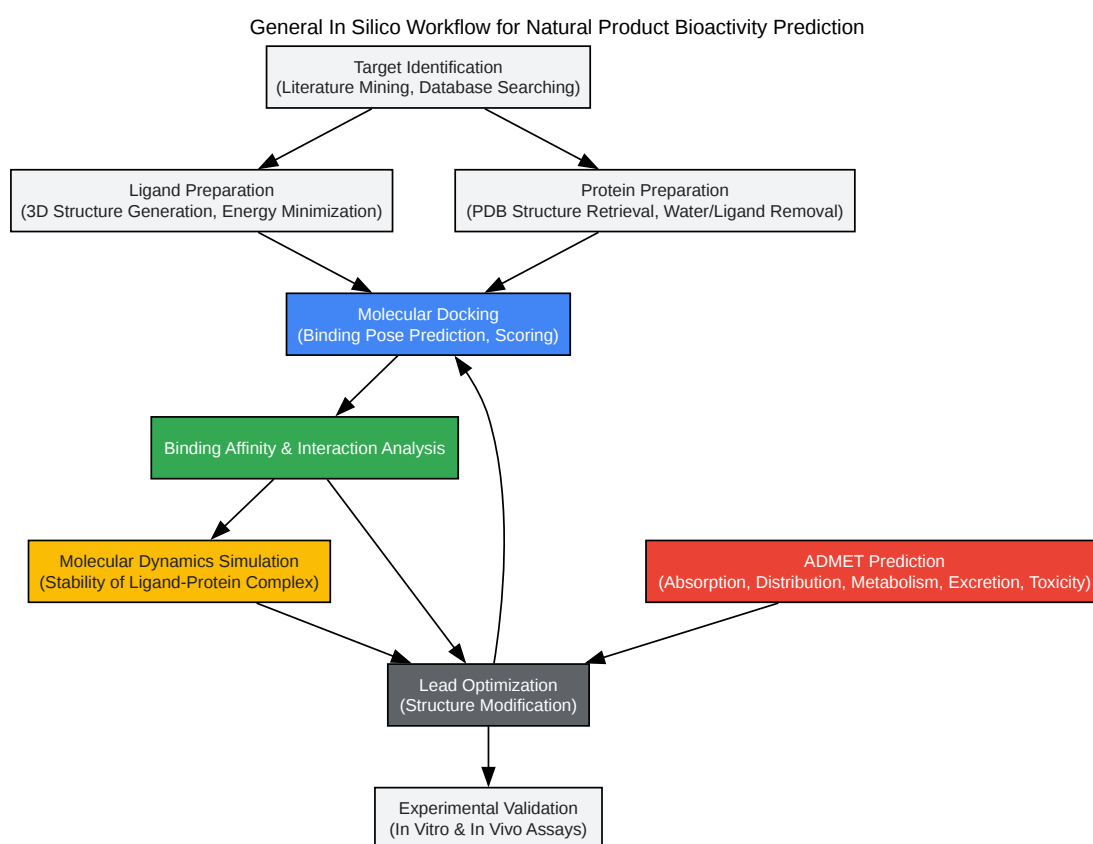 General In Silico Workflow for Natural Product Bioactivity Prediction
Target Identification
(Literature Mining, Database Searching)
Ligand Preparation
(3D Structure Generation, Energy Minimization)
Protein Preparation
(PDB Structure Retrieval, Water/Ligand Removal)
Molecular Docking
(Binding Pose Prediction, Scoring)
Binding Affinity & Interaction Analysis
Molecular Dynamics Simulation
(Stability of Ligand-Protein Complex)
ADMET Prediction
(Absorption, Distribution, Metabolism, Excretion, Toxicity)
Lead Optimization
(Structure Modification)
Experimental Validation
(In Vitro & In Vivo Assays)